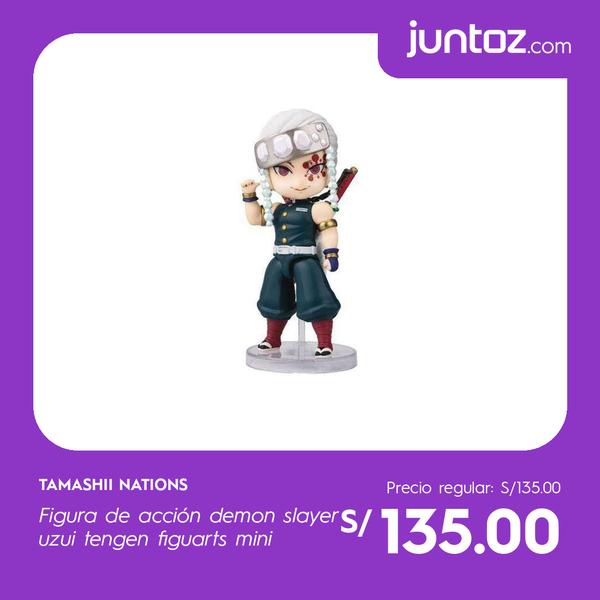 juntoz.com
TAMASHII NATIONS
Figura de acción demon slayer
uzui tengen figuarts mini
Precio regular: S/135.00
S/135.00